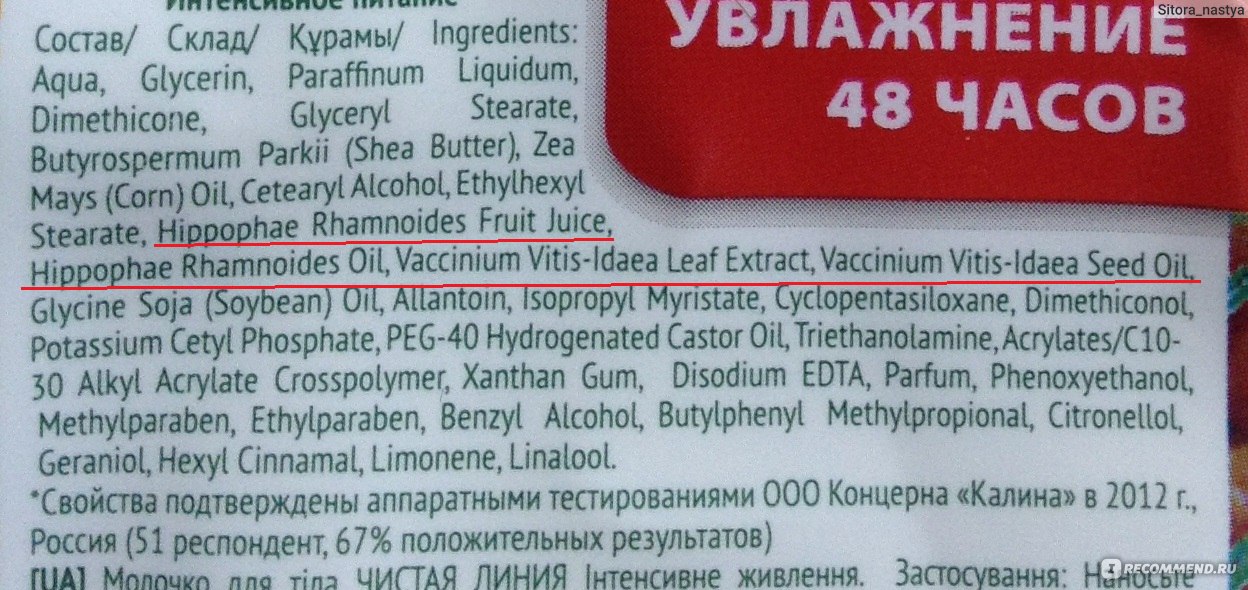 Интенсивное питание
Sitora_nastya
УВЛАЖНЕНИЕ
48 ЧАСОВ
Состав/ Склад/ Құрамы/ Ingredients:
Aqua, Glycerin, Paraffinum Liquidum,
Dimethicone, Glyceryl Stearate,
Butyrospermum Parkii (Shea Butter), Zea
Mays (Corn) Oil, Cetearyl Alcohol, Ethylhexyl
Stearate, Hippophae Rhamnoides Fruit Juice,
Hippophae Rhamnoides Oil, Vaccinium Vitis-Idaea Leaf Extract, Vaccinium Vitis-Idaea Seed Oil,
Glycine Soja (Soybean) Oil, Allantoin, Isopropyl Myristate, Cyclopentasiloxane, Dimethiconol,
Potassium Cetyl Phosphate, PEG-40 Hydrogenated Castor Oil, Triethanolamine, Acrylates/C10-
30 Alkyl Acrylate Crosspolymer, Xanthan Gum, Disodium EDTA, Parfum, Phenoxyethanol,
Methylparaben, Ethylparaben, Benzyl Alcohol, Butylphenyl Methylpropional, Citronellol,
Geraniol, Hexyl Cinnamal, Limonene, Linalool.
*Свойства подтверждены аппаратными тестированиями ООО Концерна «Калина» в 2012 г.,
Россия (51 респондент, 67% положительных результатов)
[UA] Молочко для тіла ЧИСТАЯ ЛИНИЯ Інтенсивне живлення. Застосування: Наносьте
RECOMMEND.RU